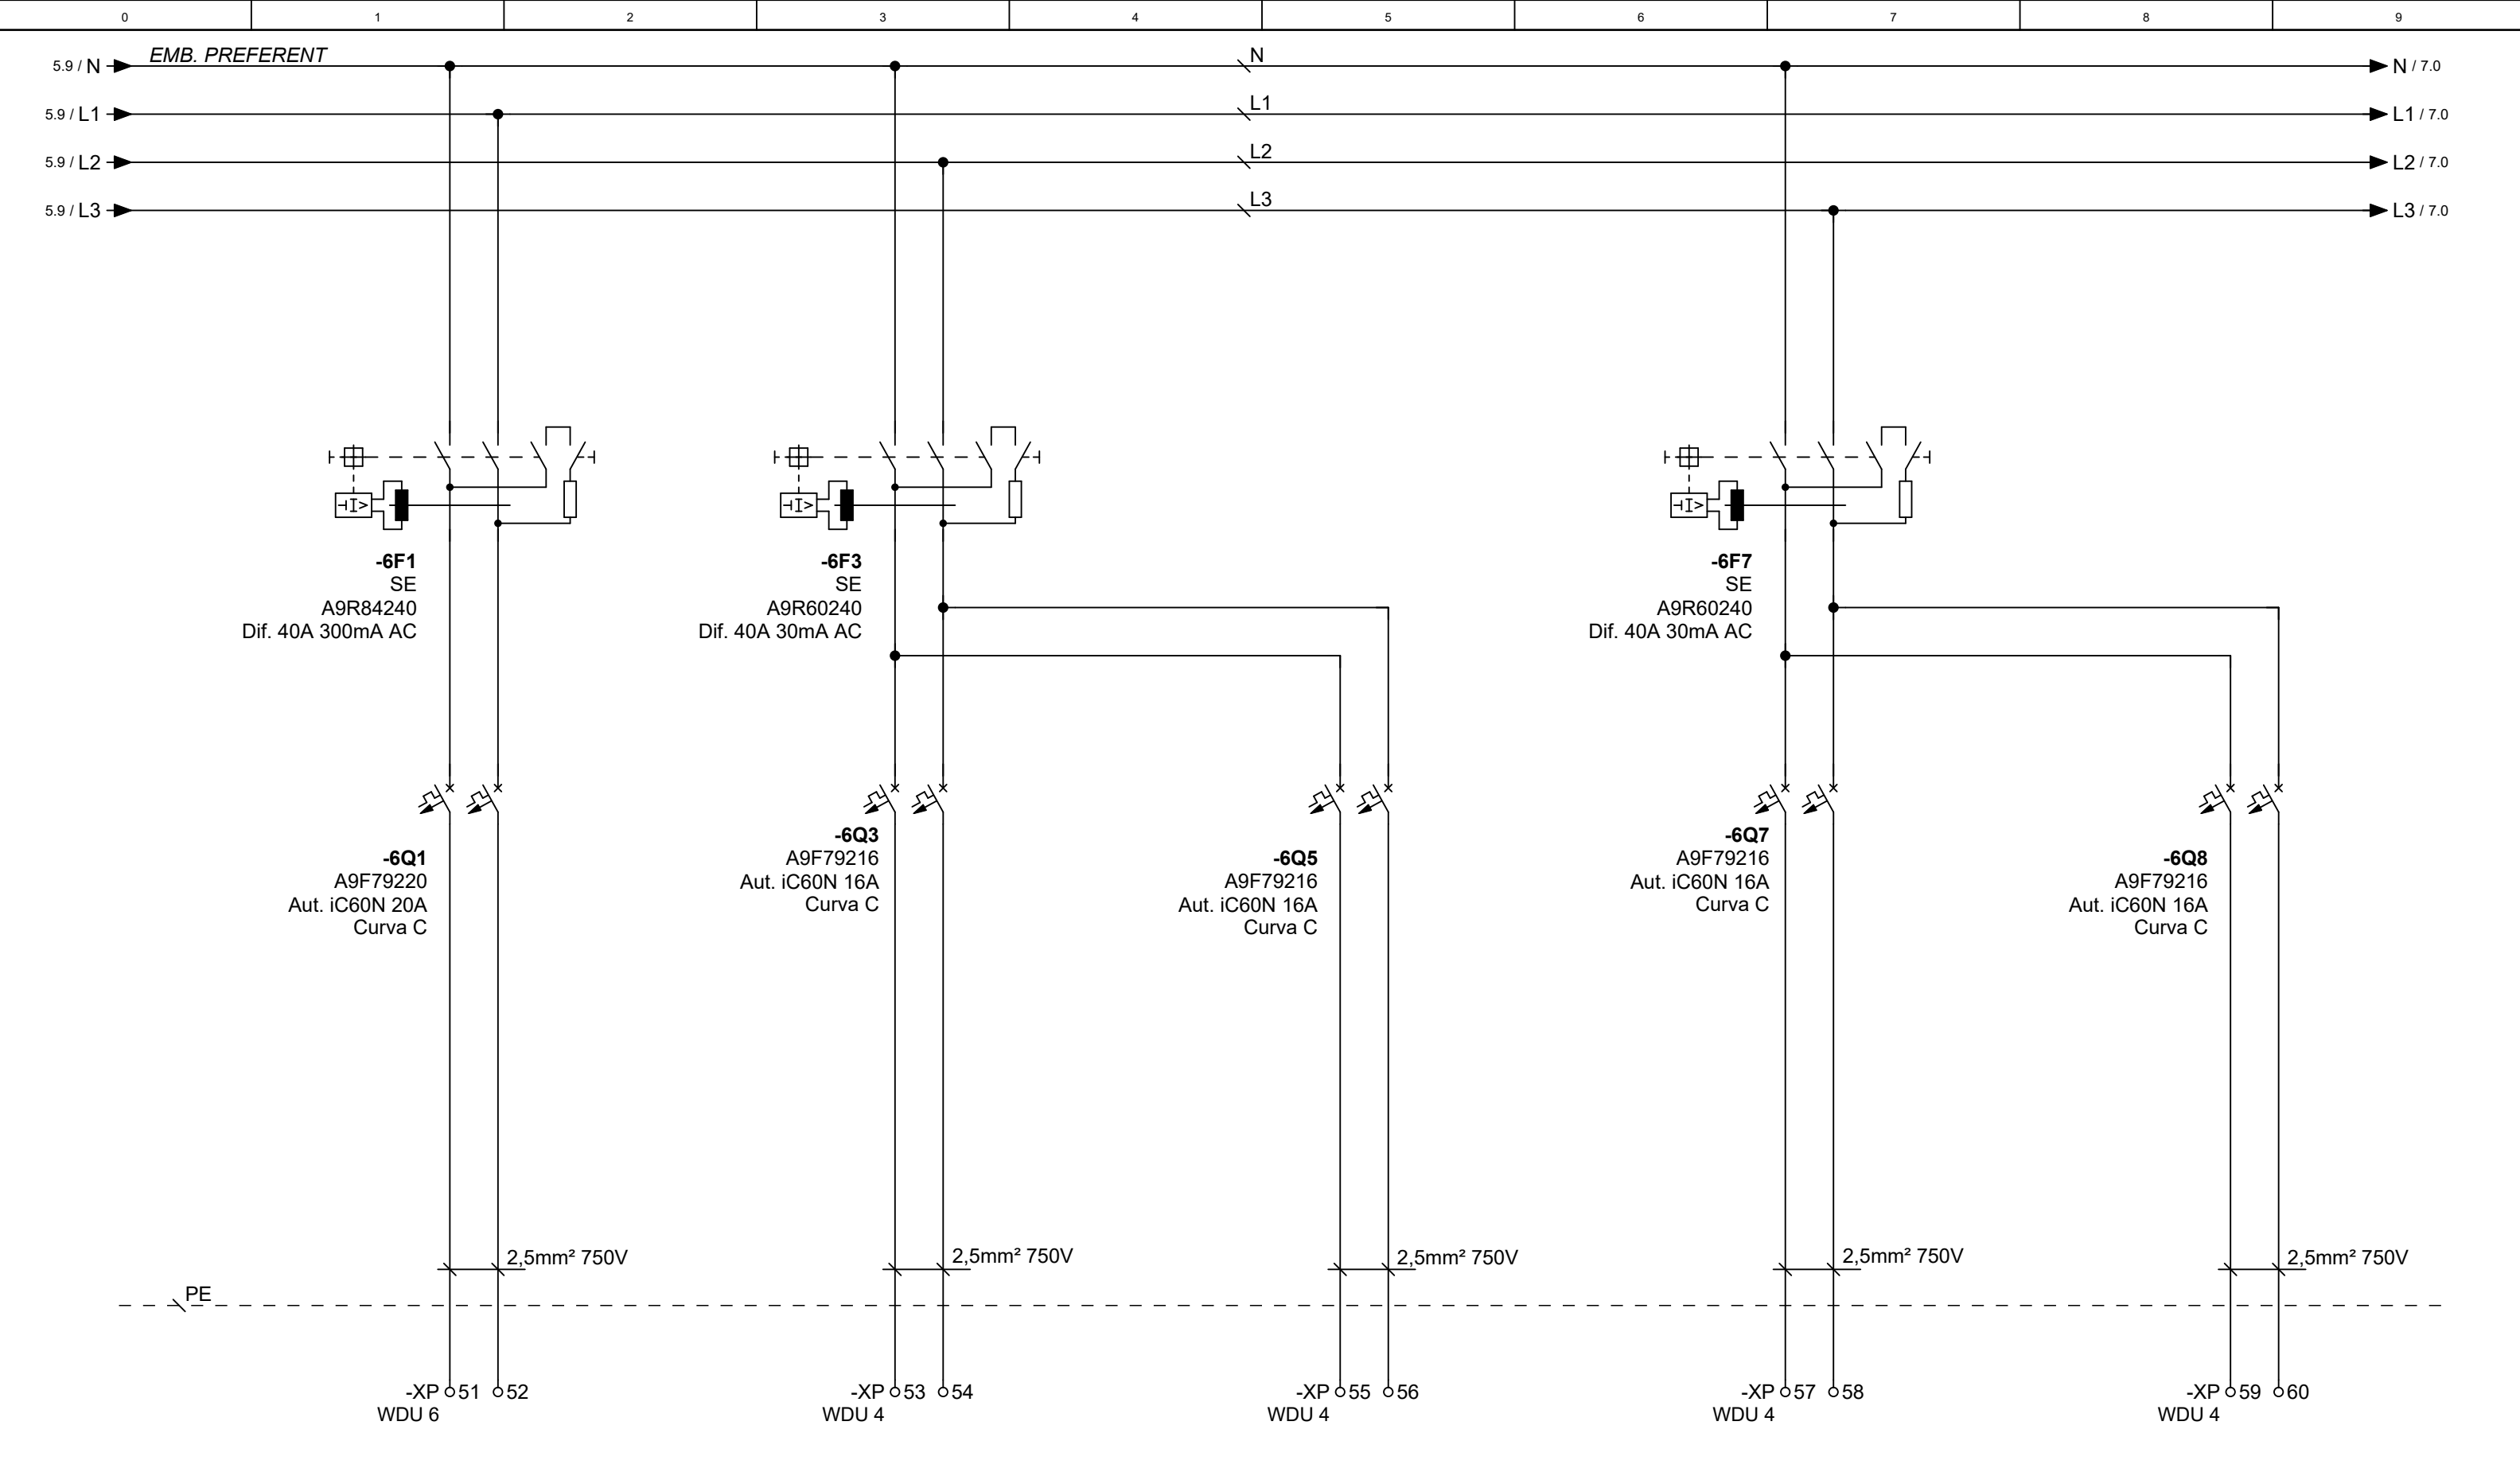 0 1 2 3 4 5 6 7 8 9
EMB. PREFERENT
5.9 / N N N / 7.0
5.9 / L1 L1 L1 / 7.0
5.9 / L2 L2 L2 / 7.0
5.9 / L3 L3 L3 / 7.0
I> I> I>
-6F1
SE
A9R84240
Dif. 40A 300mA AC
-6F3
SE
A9R60240
Dif. 40A 30mA AC
-6F7
SE
A9R60240
Dif. 40A 30mA AC
-6Q1
A9F79220
Aut. iC60N 20A
Curva C
-6Q3
A9F79216
Aut. iC60N 16A
Curva C
-6Q5
A9F79216
Aut. iC60N 16A
Curva C
-6Q7
A9F79216
Aut. iC60N 16A
Curva C
-6Q8
A9F79216
Aut. iC60N 16A
Curva C
2,5mm² 750V 2,5mm² 750V 2,5mm² 750V 2,5mm² 750V 2,5mm² 750V
PE
-XP 51 52 -XP 53 54 -XP 55 56 -XP 57 58 -XP 59 60
WDU 6 WDU 4 WDU 4 WDU 4 WDU 4